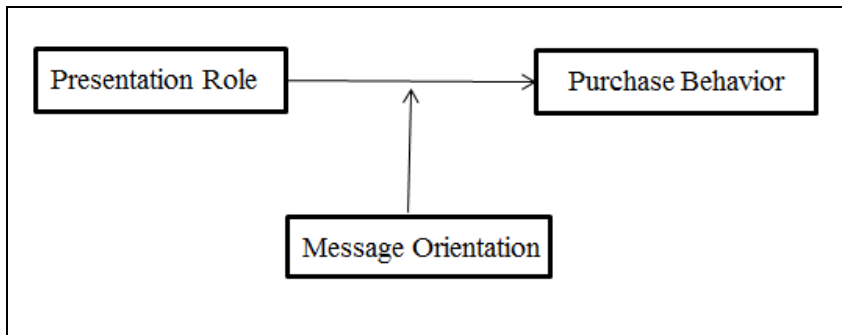 Presentation Role
Purchase Behavior
Message Orientation